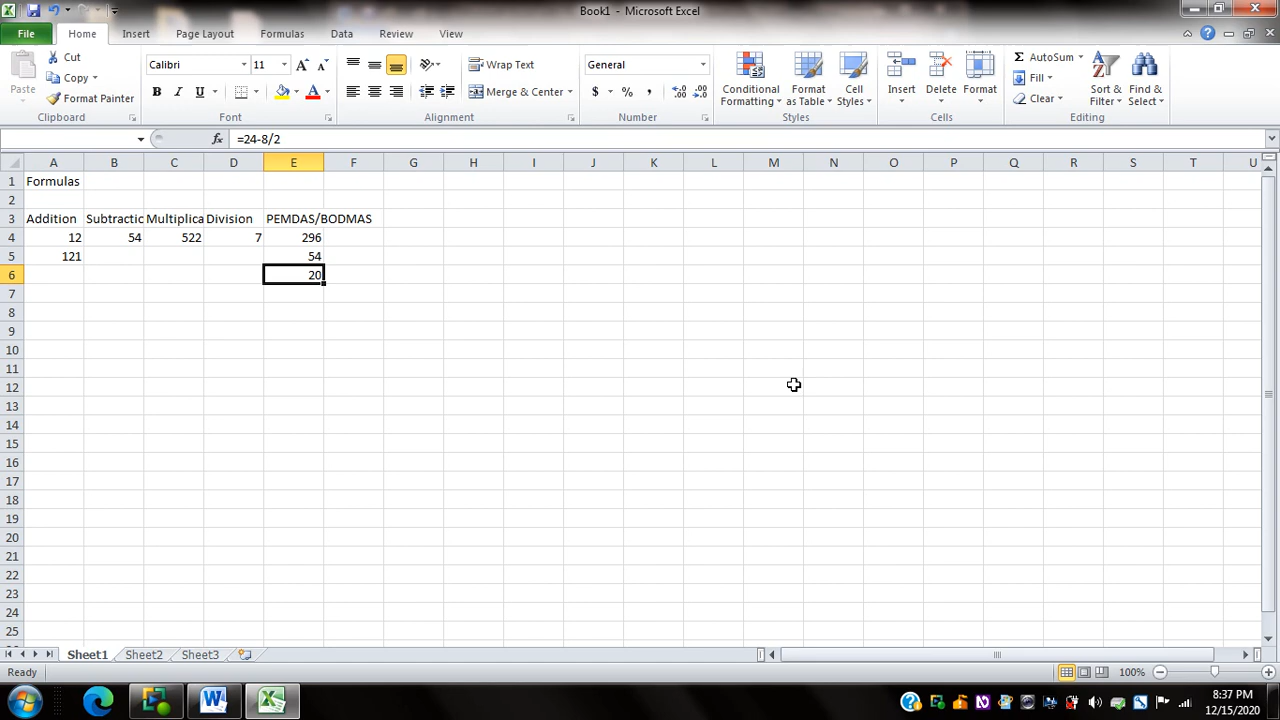 Book1 - Microsoft Excel
File Home Insert Page Layout Formulas Data Review View
Paste
Cut
Copy
Format Painter
Clipboard
Calibri 11
B I U
Font
Wrap Text
Merge & Center
Alignment
General
$ % ,
Number
Conditional Formatting
Format as Table
Cell Styles
Styles
Insert Delete Format
Cells
AutoSum
Fill
Clear
Sort & Filter
Find & Select
Editing
fx =24-8/2
A B C D E F G H I J K L M N O P Q R S T U
1 Formulas
2
3 Addition Subtractic Multiplica Division PEMDAS/BODMAS
4 12 54 522 7 296
5 121 54
6 20
7
8
9
10
11
12
13
14
15
16
17
18
19
20
21
22
23
24
25
Sheet1 Sheet2 Sheet3
Ready 100%
8:37 PM
12/15/2020